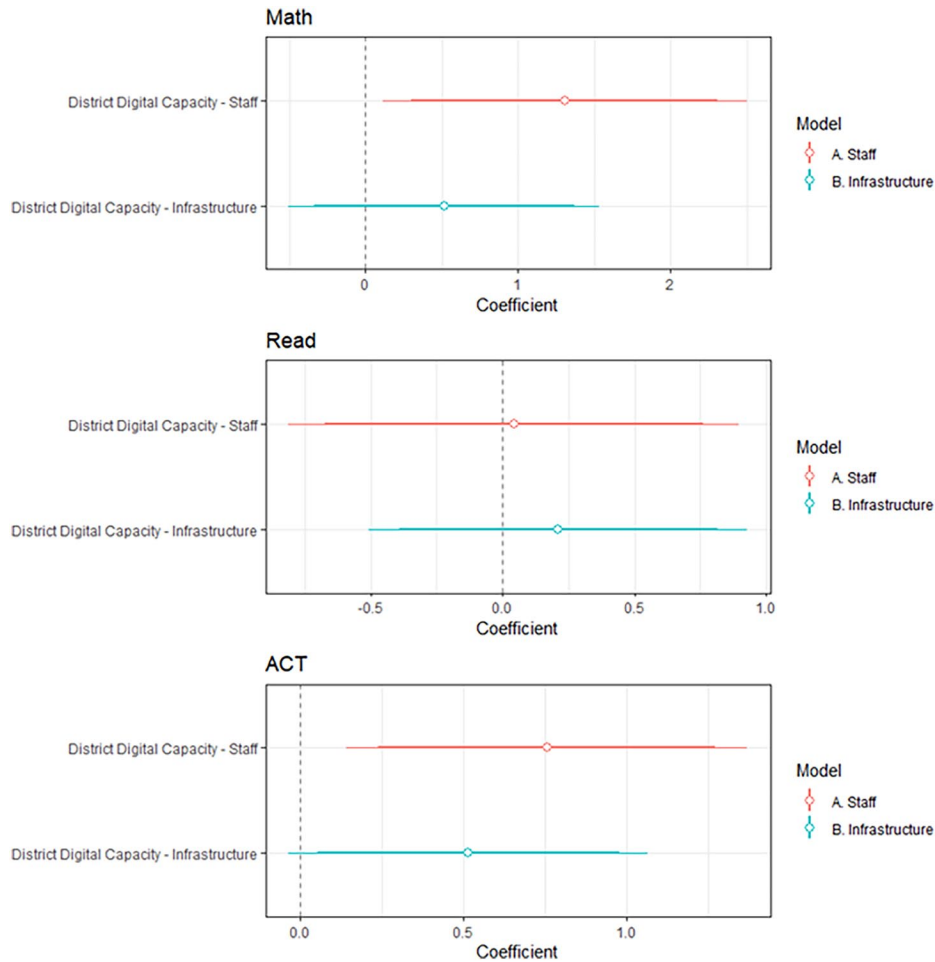 Math
District Digital Capacity - Staff
District Digital Capacity - Infrastructure
0
1
2
Coefficient
Model
A. Staff
B. Infrastructure
Read
District Digital Capacity - Staff
District Digital Capacity - Infrastructure
-0.5
0.0
0.5
1.0
Coefficient
Model
A. Staff
B. Infrastructure
ACT
District Digital Capacity - Staff
District Digital Capacity - Infrastructure
0.0
0.5
1.0
Coefficient
Model
A. Staff
B. Infrastructure